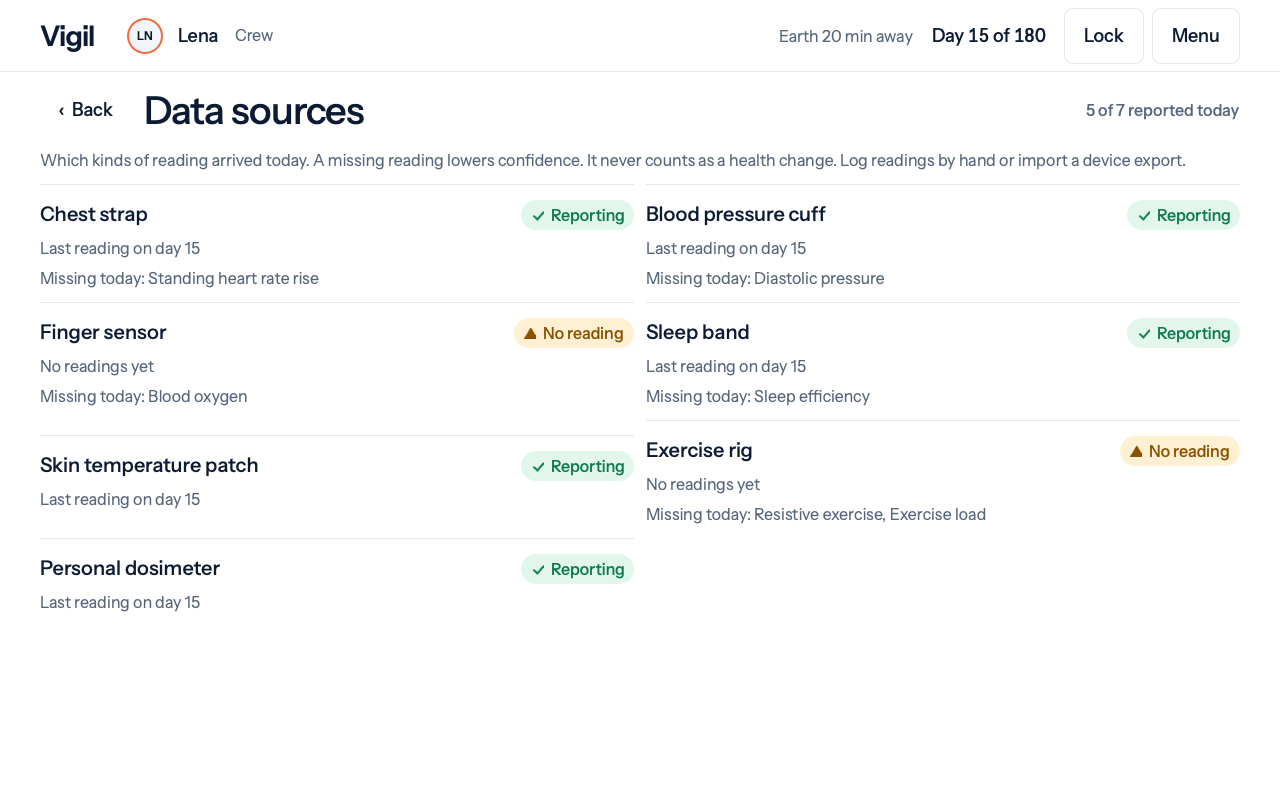 Vigil
LN
Lena
Crew
Earth 20 min away
Day 15 of 180
Lock
Menu
‹ Back
Data sources
5 of 7 reported today
Which kinds of reading arrived today. A missing reading lowers confidence. It never counts as a health change. Log readings by hand or import a device export.
Chest strap
Reporting
Last reading on day 15
Missing today: Standing heart rate rise
Blood pressure cuff
Reporting
Last reading on day 15
Missing today: Diastolic pressure
Finger sensor
No reading
No readings yet
Missing today: Blood oxygen
Sleep band
Reporting
Last reading on day 15
Missing today: Sleep efficiency
Skin temperature patch
Reporting
Last reading on day 15
Exercise rig
No reading
No readings yet
Missing today: Resistive exercise, Exercise load
Personal dosimeter
Reporting
Last reading on day 15